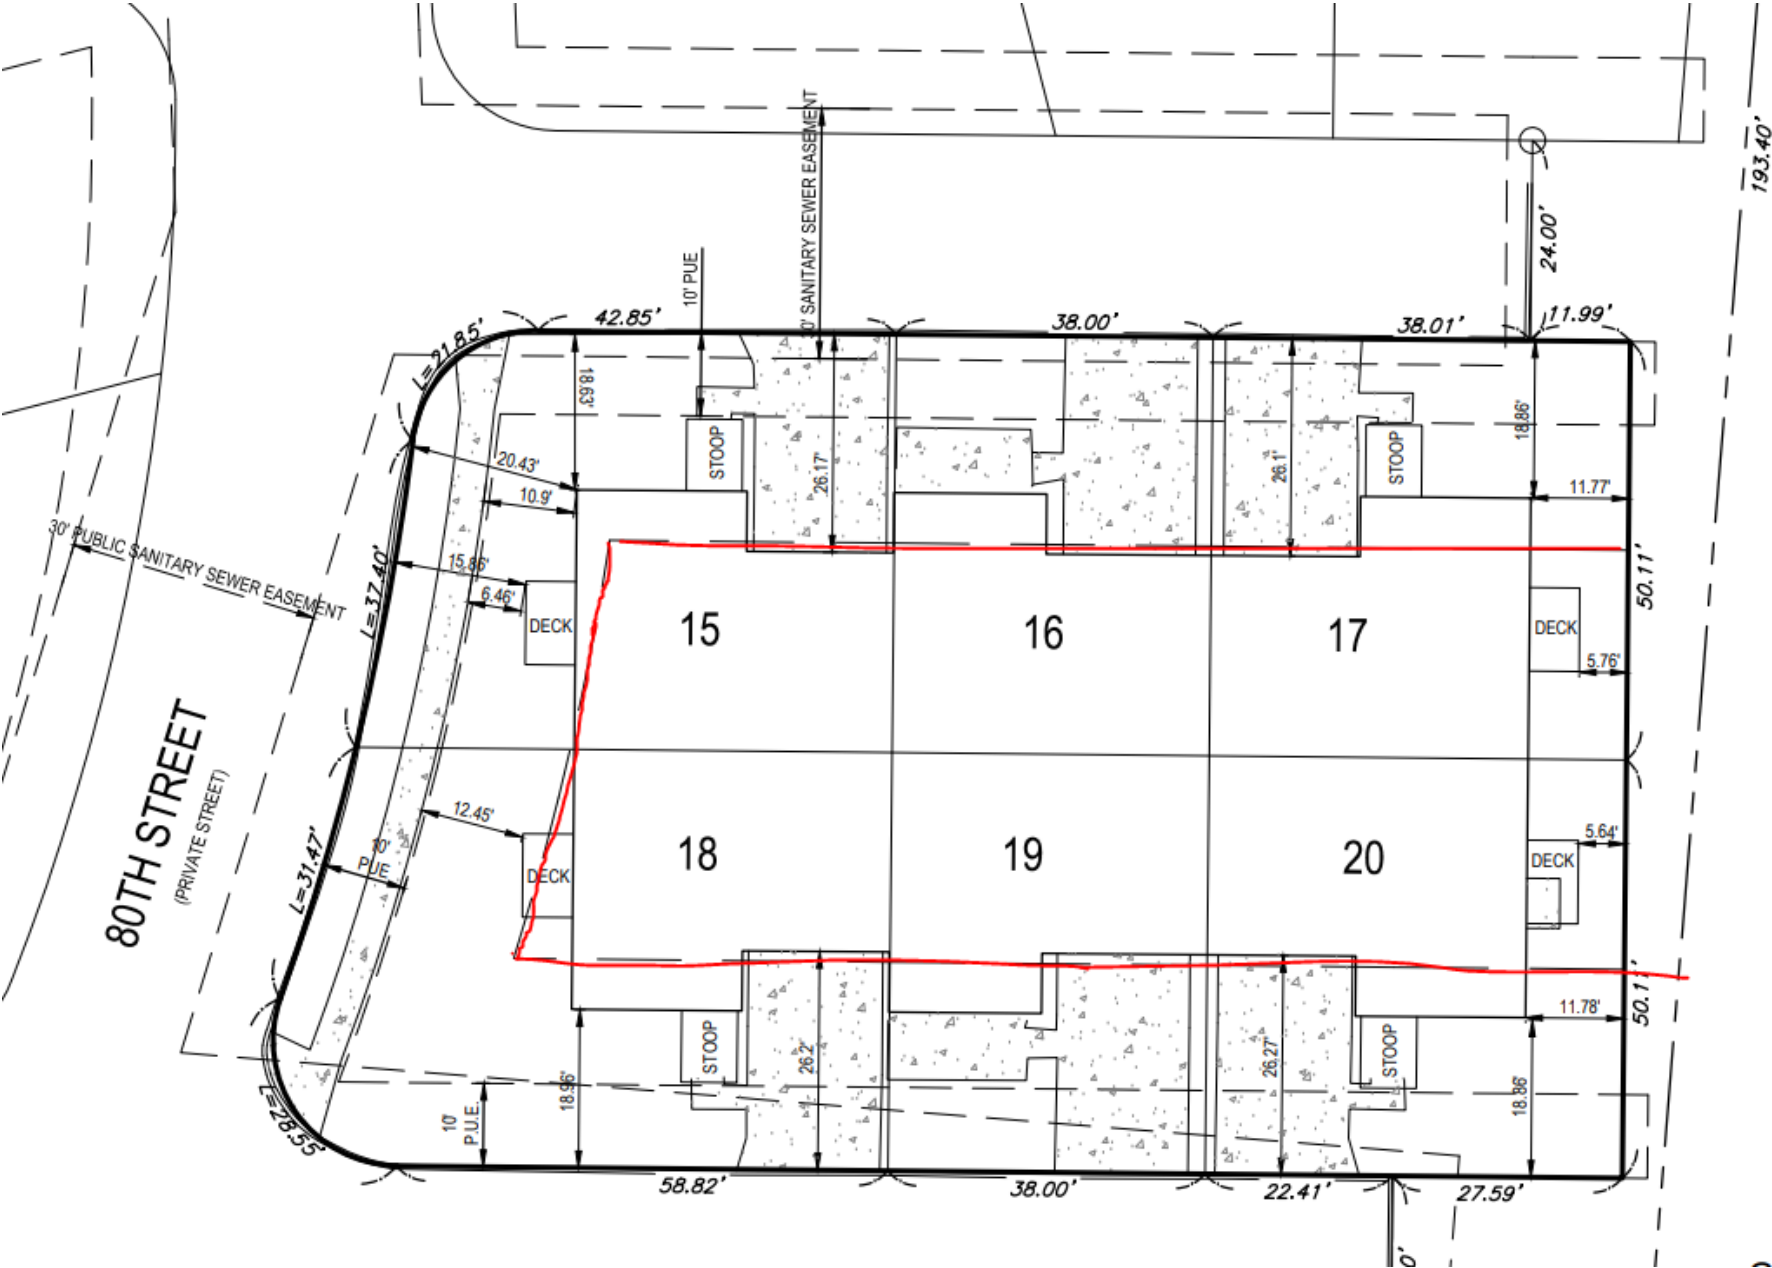 193.40'
24.00'
10' PUE
30' SANITARY SEWER EASEMENT
L=21.85'
42.85'
38.00'
38.01'
11.99'
18.63'
18.86'
20.43'
10.9'
STOOP
26.17'
26.1'
STOOP
11.77'
30' PUBLIC SANITARY SEWER EASEMENT
L=37.40'
15.86'
6.46'
DECK
15
16
17
DECK
50.11'
5.76'
80TH STREET
(PRIVATE STREET)
12.45'
L=31.47'
10'
PUE
DECK
18
19
20
DECK
5.64'
50.11'
11.78'
STOOP
26.2'
26.27'
STOOP
18.96'
18.86'
10'
P.U.E.
L=28.55'
58.82'
38.00'
22.41'
27.59'